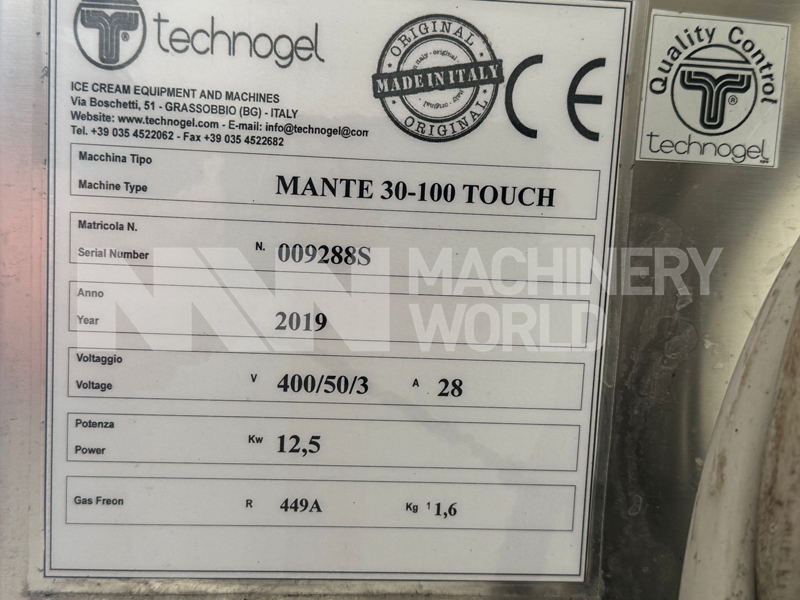 technogel
ICE CREAM EQUIPMENT AND MACHINES
Via Boschetti, 51 - GRASSOBBIO (BG) - ITALY
Website: www.technogel.com - E-mail: info@technogel@com
Tel. +39 035 4522062 - Fax +39 035 4522682
ORIGINAL
MADE IN ITALY
ORIGINAL
CE
Quality Control
technogel
Macchina Tipo
Machine Type MANTE 30-100 TOUCH
Matricola N.
Serial Number N. 009288S
Anno
Year 2019
Voltaggio
Voltage V 400/50/3 A 28
Potenza
Power Kw 12,5
Gas Freon R 449A Kg 1 1,6
MACHINERY
WORLD